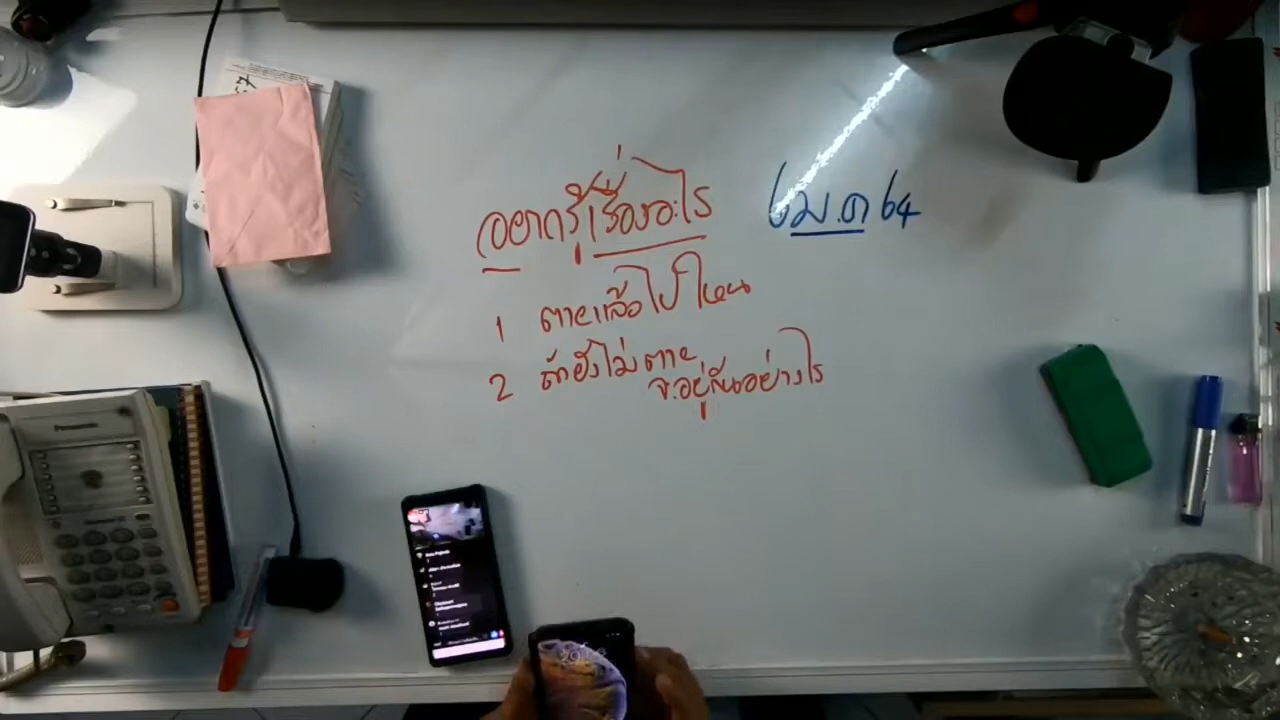 อยากรู้เรื่องอะไร 6 ม.ค 64
1 ตายแล้วไปไหน
2 ถ้ายังไม่ตาย
จะอยู่กันอย่างไร
Panasonic